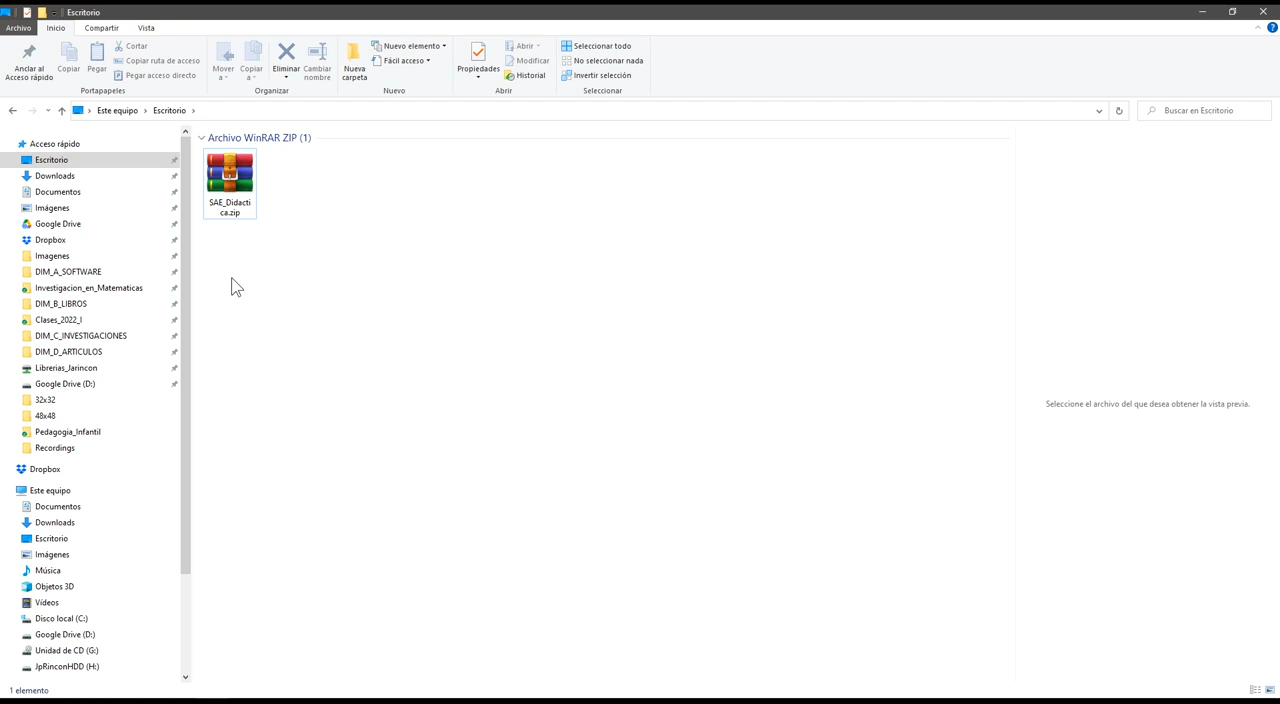 Escritorio
Archivo
Inicio
Compartir
Vista
Anclar al
Acceso rápido
Copiar
Pegar
Cortar
Copiar ruta de acceso
Pegar acceso directo
Portapapeles
Mover
a
Copiar
a
Eliminar
Cambiar
nombre
Organizar
Nueva
carpeta
Nuevo elemento
Fácil acceso
Nuevo
Propiedades
Abrir
Modificar
Historial
Abrir
Seleccionar todo
No seleccionar nada
Invertir selección
Seleccionar
Este equipo
Escritorio
Buscar en Escritorio
Acceso rápido
Escritorio
Downloads
Documentos
Imágenes
Google Drive
Dropbox
Imagenes
DIM_A_SOFTWARE
Investigacion_en_Matematicas
DIM_B_LIBROS
Clases_2022_I
DIM_C_INVESTIGACIONES
DIM_D_ARTICULOS
Librerias_Jarincon
Google Drive (D:)
32x32
48x48
Pedagogia_Infantil
Recordings
Dropbox
Este equipo
Documentos
Downloads
Escritorio
Imágenes
Música
Objetos 3D
Vídeos
Disco local (C:)
Google Drive (D:)
Unidad de CD (G:)
JpRinconHDD (H:)
Archivo WinRAR ZIP (1)
SAE_Didacti
ca.zip
Seleccione el archivo del que desea obtener la vista previa.
1 elemento